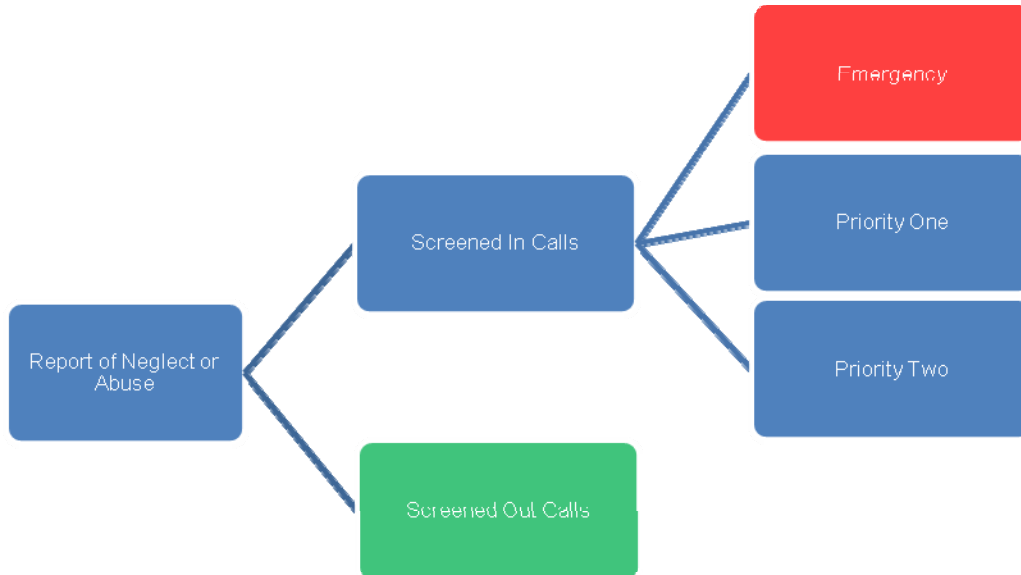 Emergency
Screened In Calls
Priority One
Report of Neglect or
Abuse
Priority Two
Screened Out Calls